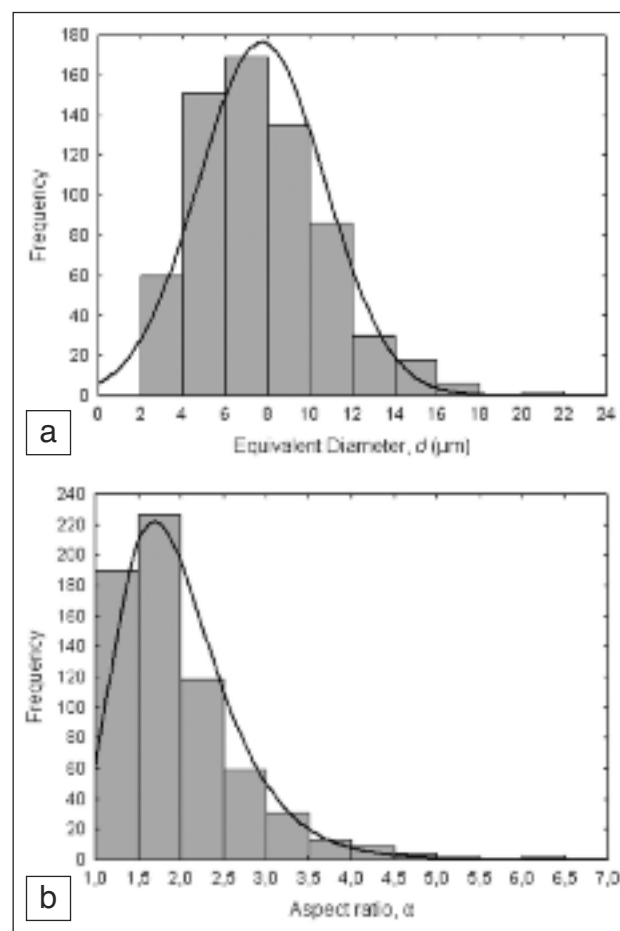 180
160
140
120
100
80
60
40
20
0
Frequency
0 2 4 6 8 10 12 14 16 18 20 22 24
Equivalent Diameter, d (µm)
a
240
220
200
180
160
140
120
100
80
60
40
20
0
Frequency
1,0 1,5 2,0 2,5 3,0 3,5 4,0 4,5 5,0 5,5 6,0 6,5 7,0
Aspect ratio, α
b